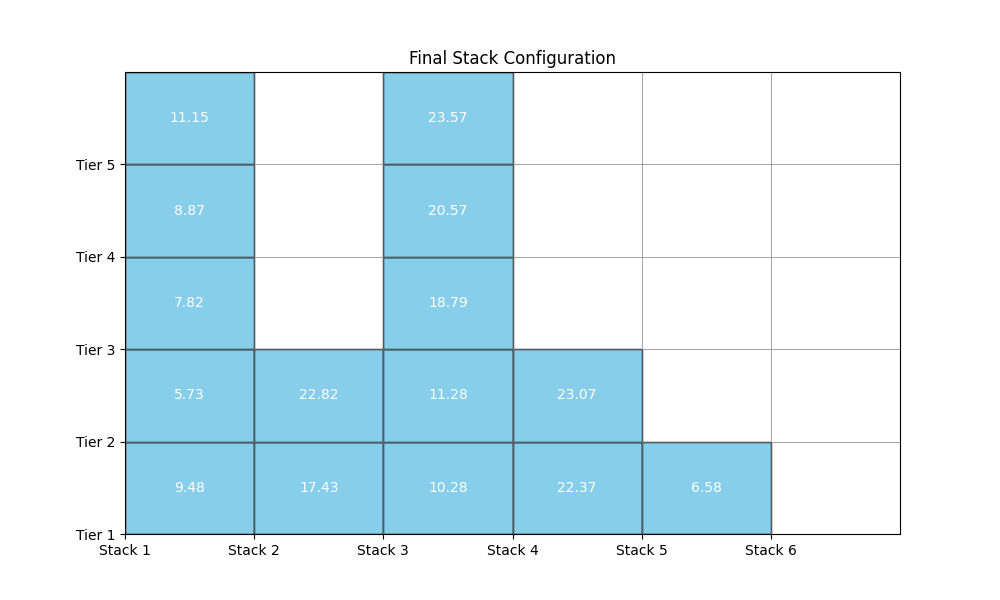 Final Stack Configuration
11.15 23.57
Tier 5
8.87 20.57
Tier 4
7.82 18.79
Tier 3
5.73 22.82 11.28 23.07
Tier 2
9.48 17.43 10.28 22.37 6.58
Tier 1
Stack 1 Stack 2 Stack 3 Stack 4 Stack 5 Stack 6